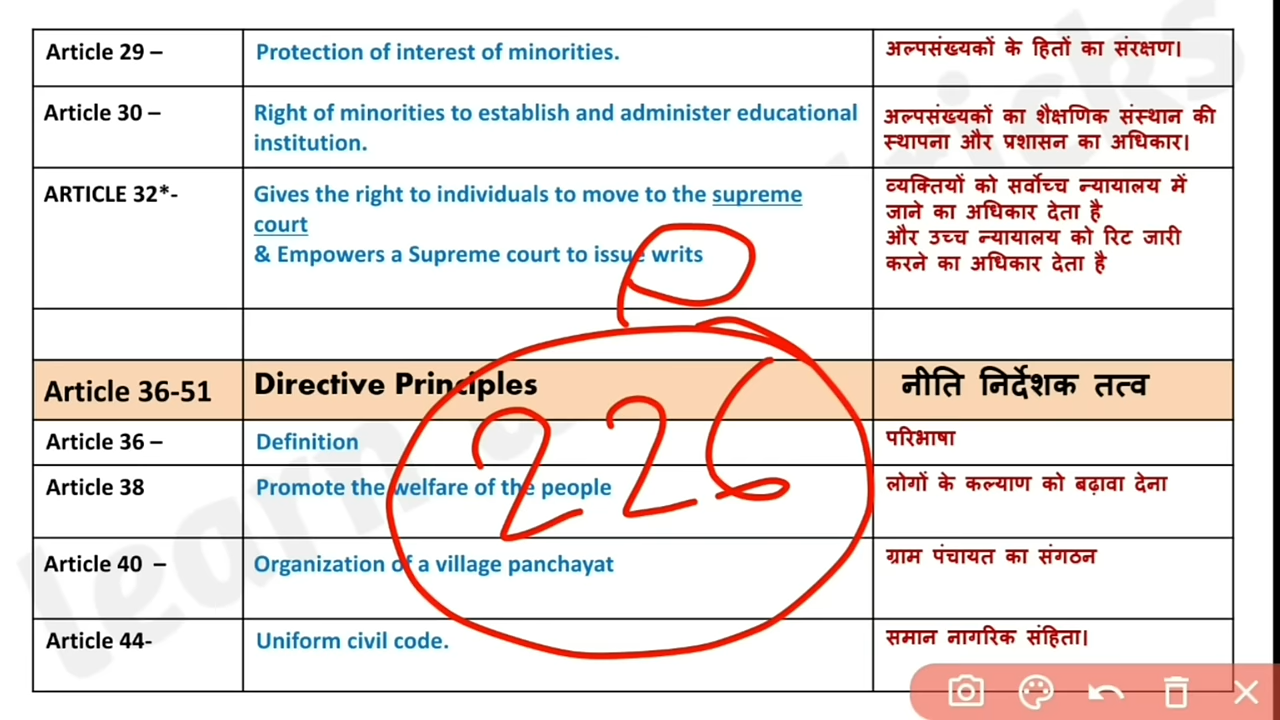 Article 29 –
Protection of interest of minorities.
अल्पसंख्यकों के हितों का संरक्षण।
Article 30 –
Right of minorities to establish and administer educational
institution.
अल्पसंख्यकों का शैक्षणिक संस्थान की
स्थापना और प्रशासन का अधिकार।
ARTICLE 32*-
Gives the right to individuals to move to the supreme
court
& Empowers a Supreme court to issue writs
व्यक्तियों को सर्वोच्च न्यायालय में
जाने का अधिकार देता है
और उच्च न्यायालय को रिट जारी
करने का अधिकार देता है
Article 36-51
Directive Principles
नीति निर्देशक तत्व
226
Article 36 –
Definition
परिभाषा
Article 38
Promote the welfare of the people
लोगों के कल्याण को बढ़ावा देना
Article 40 –
Organization of a village panchayat
ग्राम पंचायत का संगठन
Article 44-
Uniform civil code.
समान नागरिक संहिता।